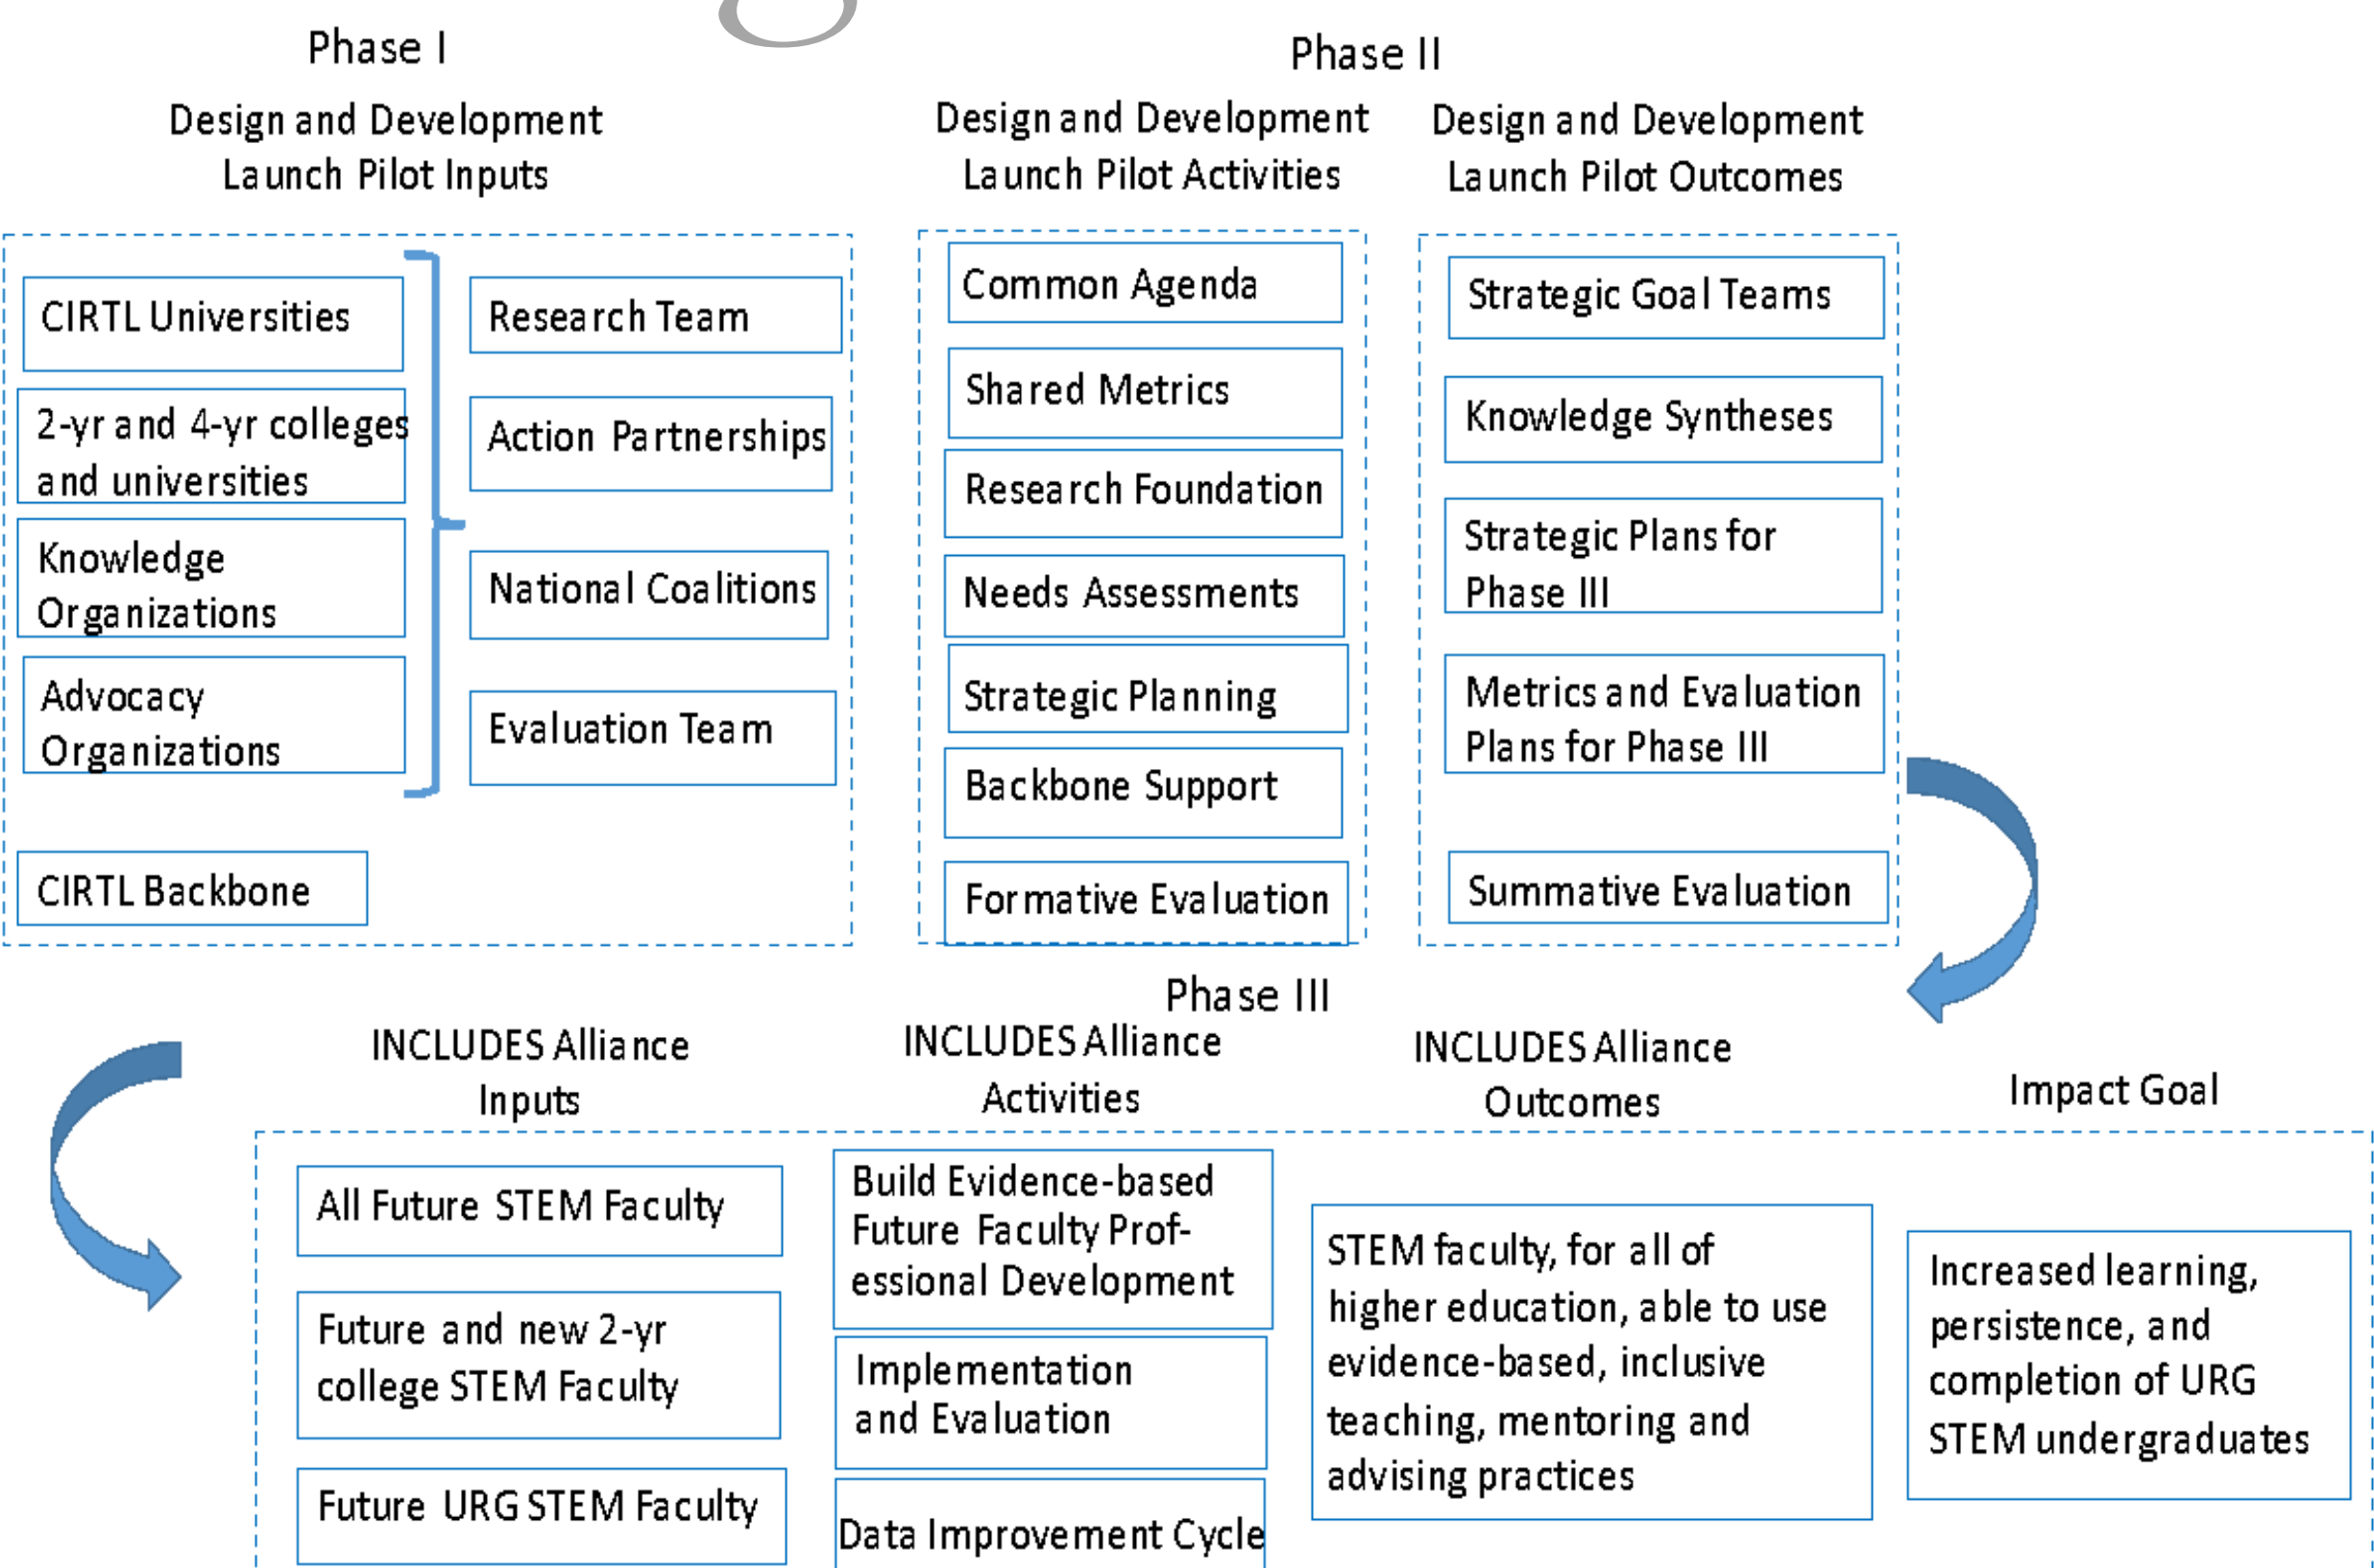 Phase I
Design and Development
Launch Pilot Inputs
CIRTL Universities
2-yr and 4-yr colleges
and universities
Knowledge
Organizations
Advocacy
Organizations
CIRTL Backbone
Research Team
Action Partnerships
National Coalitions
Evaluation Team
Phase II
Design and Development
Launch Pilot Activities
Common Agenda
Shared Metrics
Research Foundation
Needs Assessments
Strategic Planning
Backbone Support
Formative Evaluation
Design and Development
Launch Pilot Outcomes
Strategic Goal Teams
Knowledge Syntheses
Strategic Plans for
Phase III
Metrics and Evaluation
Plans for Phase III
Summative Evaluation
Phase III
INCLUDES Alliance
Inputs
All Future STEM Faculty
Future and new 2-yr
college STEM Faculty
Future URG STEM Faculty
INCLUDES Alliance
Activities
Build Evidence-based
Future Faculty Prof-
essional Development
Implementation
and Evaluation
Data Improvement Cycle
INCLUDES Alliance
Outcomes
STEM faculty, for all of
higher education, able to use
evidence-based, inclusive
teaching, mentoring and
advising practices
Impact Goal
Increased learning,
persistence, and
completion of URG
STEM undergraduates